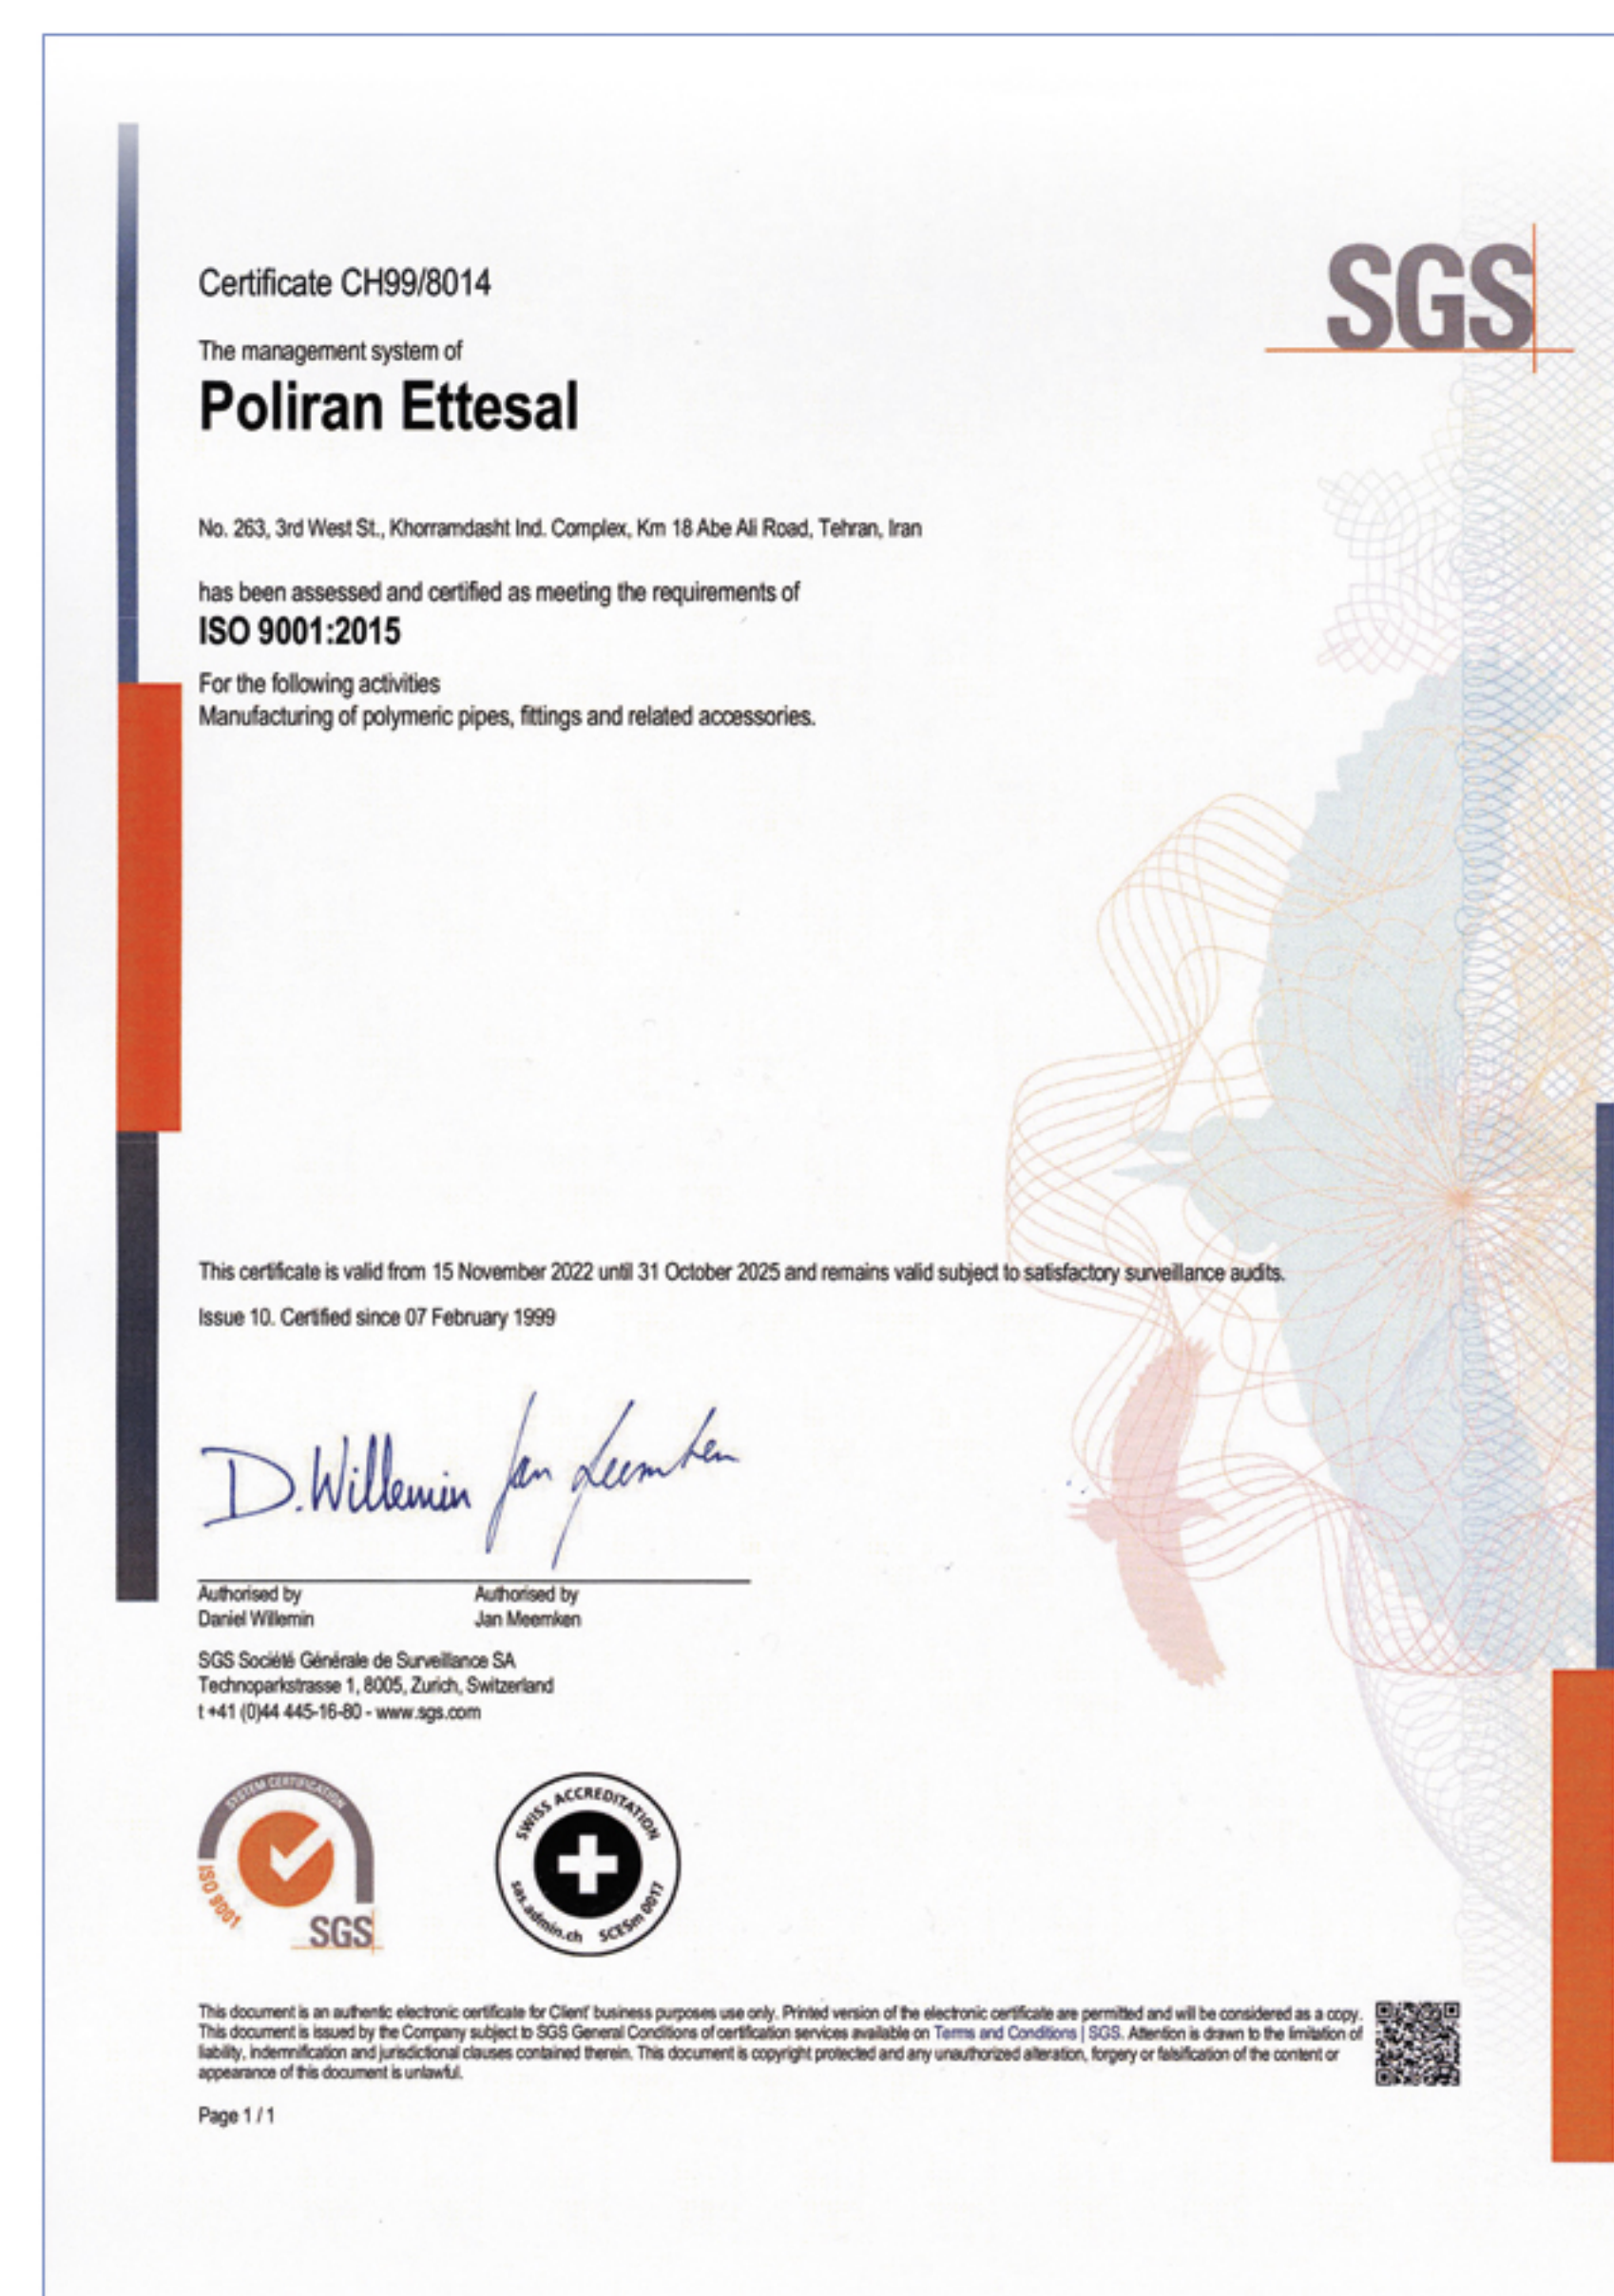 Certificate CH99/8014
SGS
The management system of
Poliran Ettesal
No. 263, 3rd West St., Khorramdasht Ind. Complex, Km 18 Abe Ali Road, Tehran, Iran
has been assessed and certified as meeting the requirements of
ISO 9001:2015
For the following activities
Manufacturing of polymeric pipes, fittings and related accessories.
This certificate is valid from 15 November 2022 until 31 October 2025 and remains valid subject to satisfactory surveillance audits.
Issue 10. Certified since 07 February 1999
D. Willemin Jan Meemken
Authorised by Authorised by
Daniel Willemin Jan Meemken
SGS Société Générale de Surveillance SA
Technoparkstrasse 1, 8005, Zurich, Switzerland
t +41 (0)44 445-16-80 - www.sgs.com
SYSTEM CERTIFICATION
ISO 9001
SGS
SWISS ACCREDITATION
sas.admin.ch SCESm 0017
This document is an authentic electronic certificate for Client' business purposes use only. Printed version of the electronic certificate are permitted and will be considered as a copy.
This document is issued by the Company subject to SGS General Conditions of certification services available on Terms and Conditions | SGS. Attention is drawn to the limitation of
liability, indemnification and jurisdictional clauses contained therein. This document is copyright protected and any unauthorized alteration, forgery or falsification of the content or
appearance of this document is unlawful.
Page 1 / 1